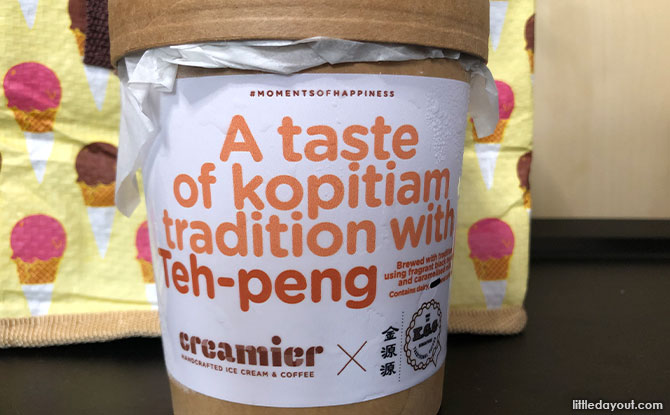 #MOMENTSOFHAPPINESS
A taste
of kopitiam
tradition with
Teh-peng
Brewed with
using fragrant black
and caramelised
Contains dairy
creamier
HANDCRAFTED ICE CREAM & COFFEE
金源源
littledayout.com